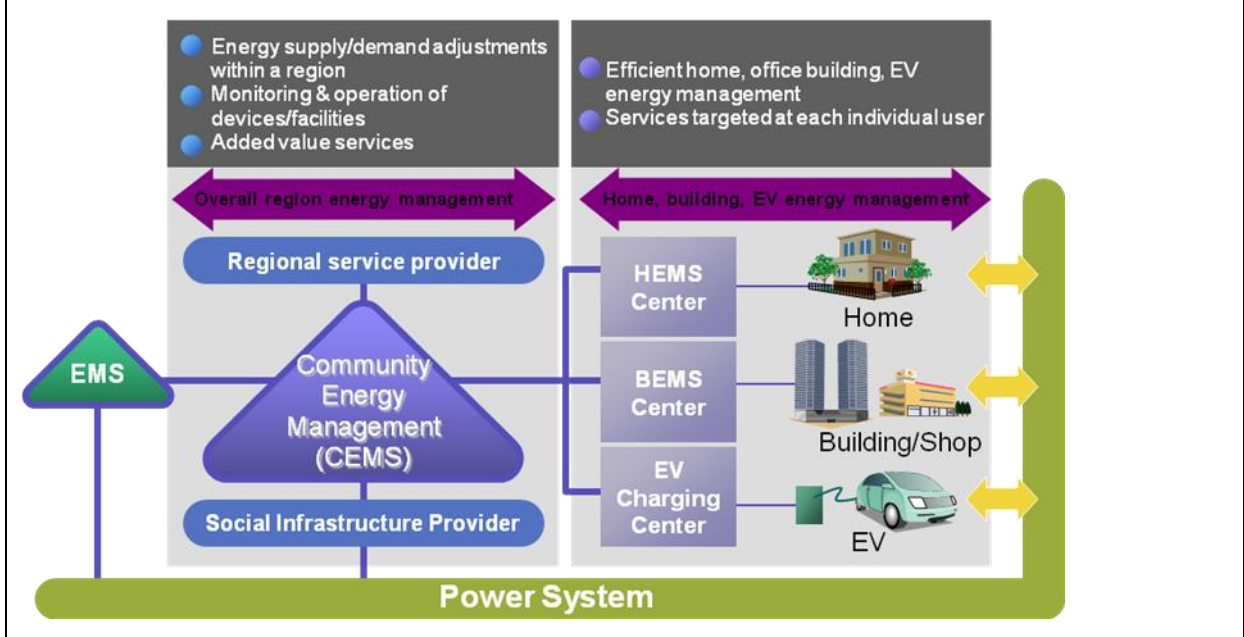 Energy supply/demand adjustments
within a region
Monitoring & operation of
devices/facilities
Added value services
Efficient home, office building, EV
energy management
Services targeted at each individual user
Overall region energy management
Home, building, EV energy management
Regional service provider
EMS
Community
Energy
Management
(CEMS)
Social Infrastructure Provider
HEMS
Center
Home
BEMS
Center
Building/Shop
EV
Charging
Center
EV
Power System